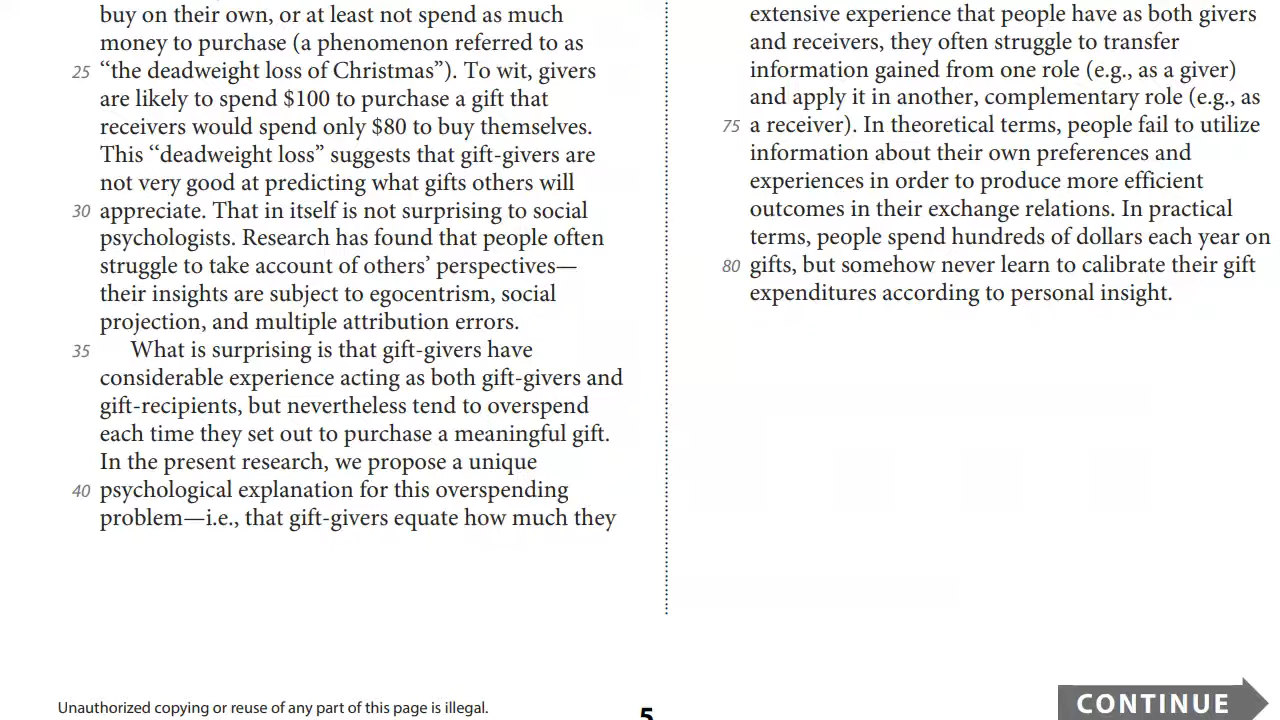 buy on their own, or at least not spend as much
money to purchase (a phenomenon referred to as
25 “the deadweight loss of Christmas”). To wit, givers
are likely to spend $100 to purchase a gift that
receivers would spend only $80 to buy themselves.
This “deadweight loss” suggests that gift-givers are
not very good at predicting what gifts others will
30 appreciate. That in itself is not surprising to social
psychologists. Research has found that people often
struggle to take account of others’ perspectives—
their insights are subject to egocentrism, social
projection, and multiple attribution errors.
35 What is surprising is that gift-givers have
considerable experience acting as both gift-givers and
gift-recipients, but nevertheless tend to overspend
each time they set out to purchase a meaningful gift.
In the present research, we propose a unique
40 psychological explanation for this overspending
problem—i.e., that gift-givers equate how much they
extensive experience that people have as both givers
and receivers, they often struggle to transfer
information gained from one role (e.g., as a giver)
and apply it in another, complementary role (e.g., as
75 a receiver). In theoretical terms, people fail to utilize
information about their own preferences and
experiences in order to produce more efficient
outcomes in their exchange relations. In practical
terms, people spend hundreds of dollars each year on
80 gifts, but somehow never learn to calibrate their gift
expenditures according to personal insight.
Unauthorized copying or reuse of any part of this page is illegal.
5
CONTINUE